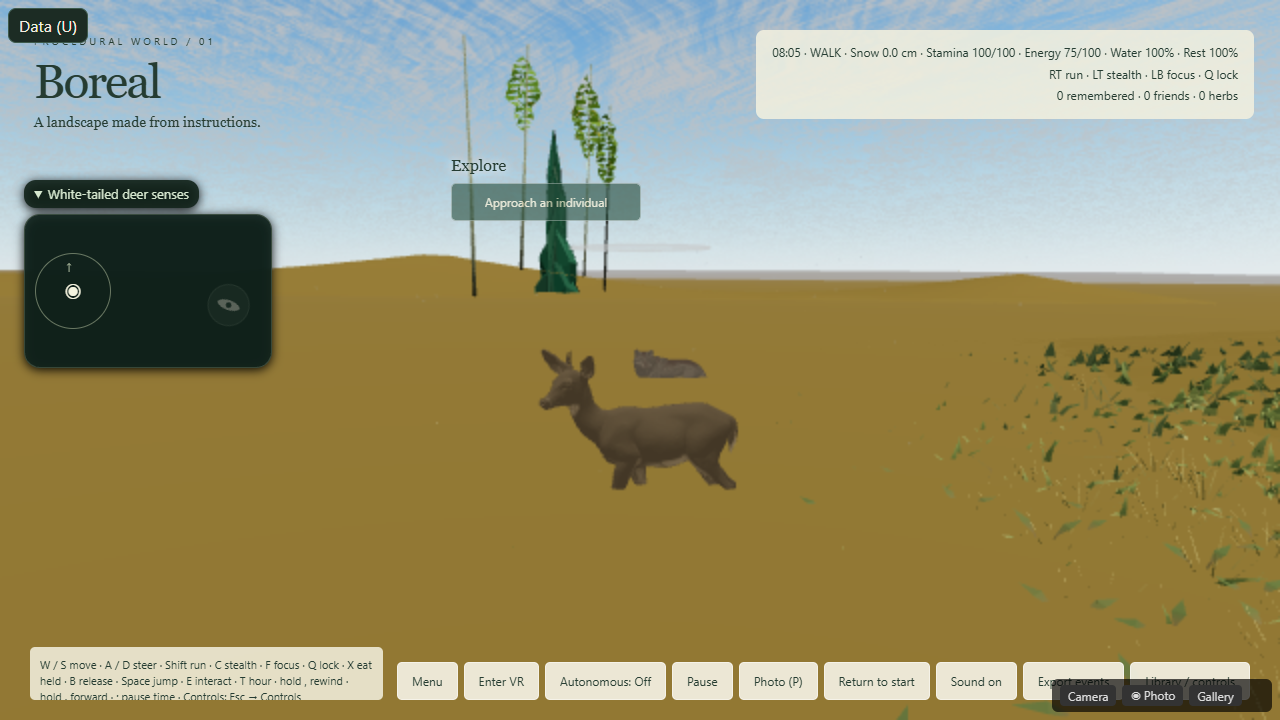 Data (U)
PROCEDURAL WORLD / 01
Boreal
A landscape made from instructions.
08:05 · WALK · Snow 0.0 cm · Stamina 100/100 · Energy 75/100 · Water 100% · Rest 100%
RT run · LT stealth · LB focus · Q lock
0 remembered · 0 friends · 0 herbs
Explore
Approach an individual
▼ White-tailed deer senses
W / S move · A / D steer · Shift run · C stealth · F focus · Q lock · X eat
held · B release · Space jump · E interact · T hour · hold , rewind ·
hold . forward · ; pause time · Controls: Esc → Controls
Menu
Enter VR
Autonomous: Off
Pause
Photo (P)
Return to start
Sound on
Export events
Library / controls
Camera
◉ Photo
Gallery